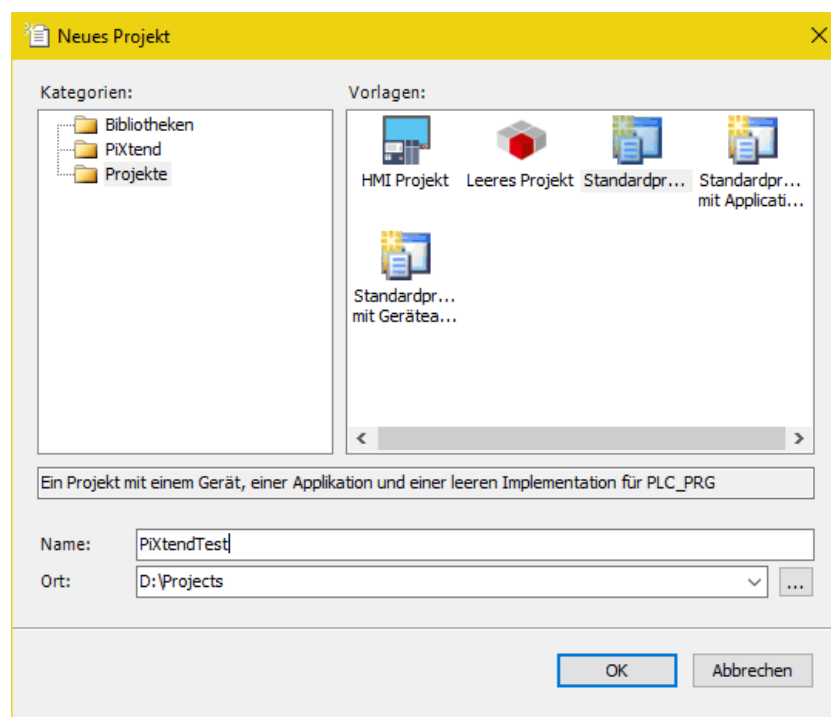 Neues Projekt
Kategorien:
Bibliotheken
PiXtend
Projekte
Vorlagen:
HMI Projekt
Leeres Projekt
Standardpr...
Standardpr...
mit Applicati...
Standardpr...
mit Gerätea...
Ein Projekt mit einem Gerät, einer Applikation und einer leeren Implementation für PLC_PRG
Name:
PiXtendTest
Ort:
D:\Projects
...
OK
Abbrechen